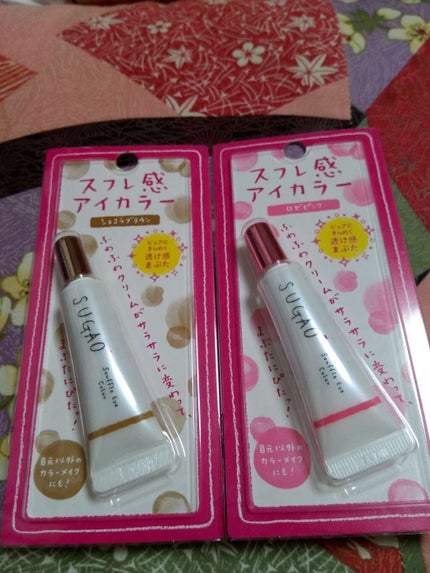 スフレ感
アイカラー
ショコラブラウン
ピュアに
きらめく
透け感
まぶた
ふわふわクリームがサラサラに変わって、
まぶたにぴたっ!
SUGAO
Souffle Eye
Color
目元以外の
カラーメイク
にも!
スフレ感
アイカラー
ロゼピンク
ピュアに
きらめく
透け感
まぶた
ふわふわクリームがサラサラに変わって、
まぶたにぴたっ!
SUGAO
Souffle Eye
Color
目元以外の
カラーメイク
にも!